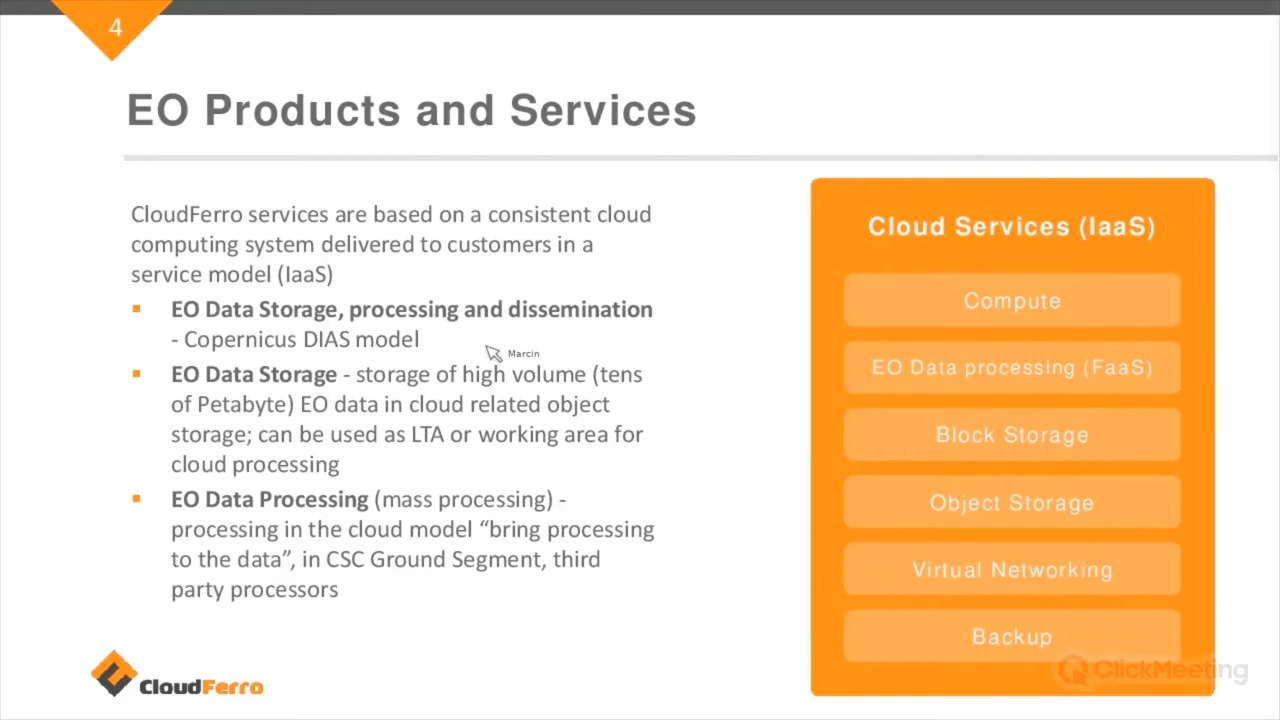 4
EO Products and Services
CloudFerro services are based on a consistent cloud
computing system delivered to customers in a
service model (IaaS)
EO Data Storage, processing and dissemination
- Copernicus DIAS model
Marcin
EO Data Storage - storage of high volume (tens
of Petabyte) EO data in cloud related object
storage; can be used as LTA or working area for
cloud processing
EO Data Processing (mass processing) -
processing in the cloud model “bring processing
to the data”, in CSC Ground Segment, third
party processors
Cloud Services (IaaS)
Compute
EO Data processing (FaaS)
Block Storage
Object Storage
Virtual Networking
Backup
CloudFerro
ClickMeeting